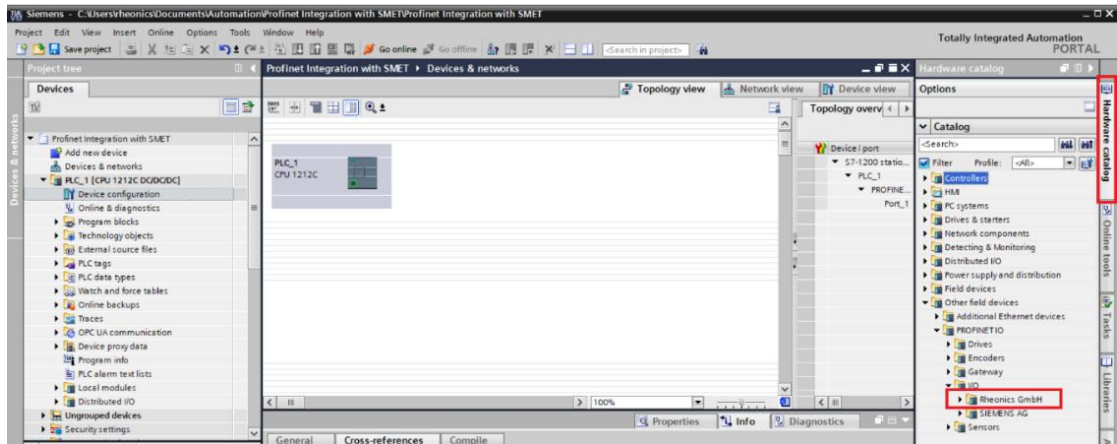 Siemens - C:\Users\rheonics\Documents\Automation\Profinet Integration with SMET\Profinet Integration with SMET
Project Edit View Insert Online Options Tools Window Help
Totally Integrated Automation
PORTAL
Save project
Go online
Go offline
<Search in project>
Project tree
Profinet Integration with SMET
Devices & networks
Hardware catalog
Devices
Topology view
Network view
Device view
Options
Devices & networks
Profinet Integration with SMET
Add new device
Devices & networks
PLC_1 [CPU 1212C DC/DC/DC]
Device configuration
Online & diagnostics
Program blocks
Technology objects
External source files
PLC tags
PLC data types
Watch and force tables
Online backups
Traces
OPC UA communication
Device proxy data
Program info
PLC alarm text lists
Local modules
Distributed I/O
Ungrouped devices
Security settings
PLC_1
CPU 1212C
100%
Topology overv
Device / port
S7-1200 statio...
PLC_1
PROFINE...
Port_1
Properties
Info
Diagnostics
General
Cross-references
Compile
Catalog
<Search>
Filter
Profile:
<All>
Controllers
HMI
PC systems
Drives & starters
Network components
Detecting & Monitoring
Distributed I/O
Power supply and distribution
Field devices
Other field devices
Additional Ethernet devices
PROFINET IO
Drives
Encoders
Gateway
I/O
Rheonics GmbH
SIEMENS AG
Sensors
Hardware catalog
Online tools
Tasks
Libraries